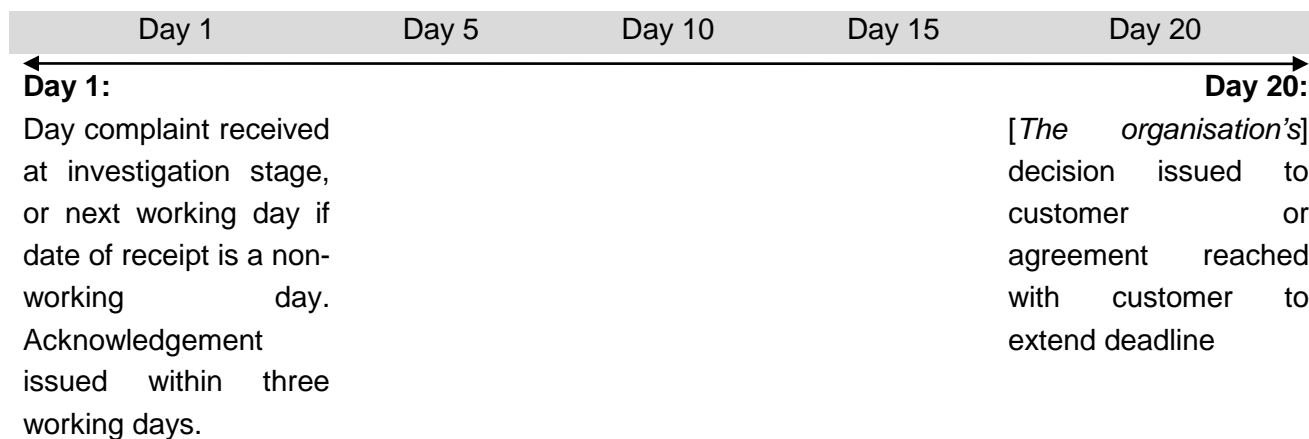 Day 1 Day 5 Day 10 Day 15 Day 20
Day 1:
Day complaint received
at investigation stage,
or next working day if
date of receipt is a non-
working day.
Acknowledgement
issued within three
working days.
Day 20:
[The organisation’s]
decision issued to
customer or
agreement reached
with customer to
extend deadline